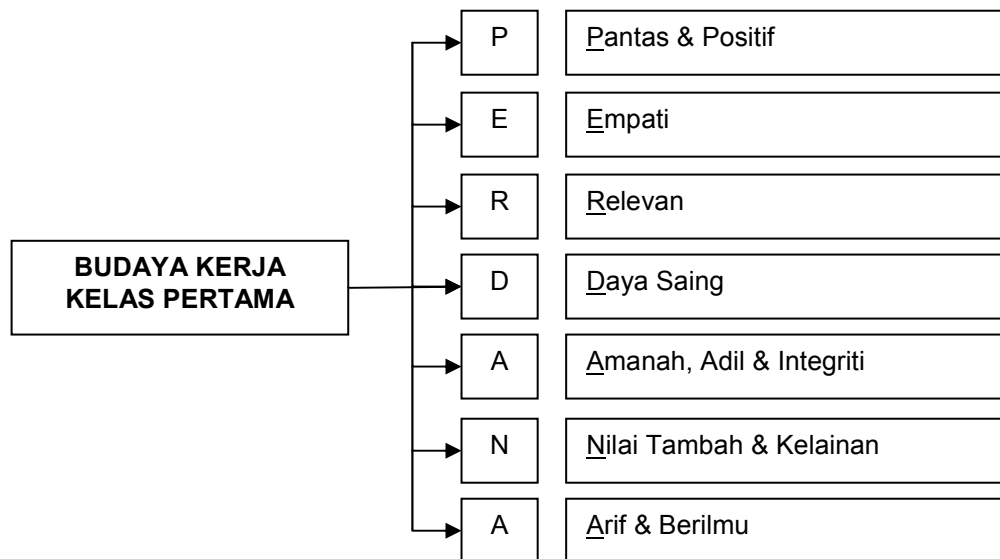 P Pantas & Positif
E Empati
R Relevan
BUDAYA KERJA
KELAS PERTAMA
D Daya Saing
A Amanah, Adil & Integriti
N Nilai Tambah & Kelainan
A Arif & Berilmu